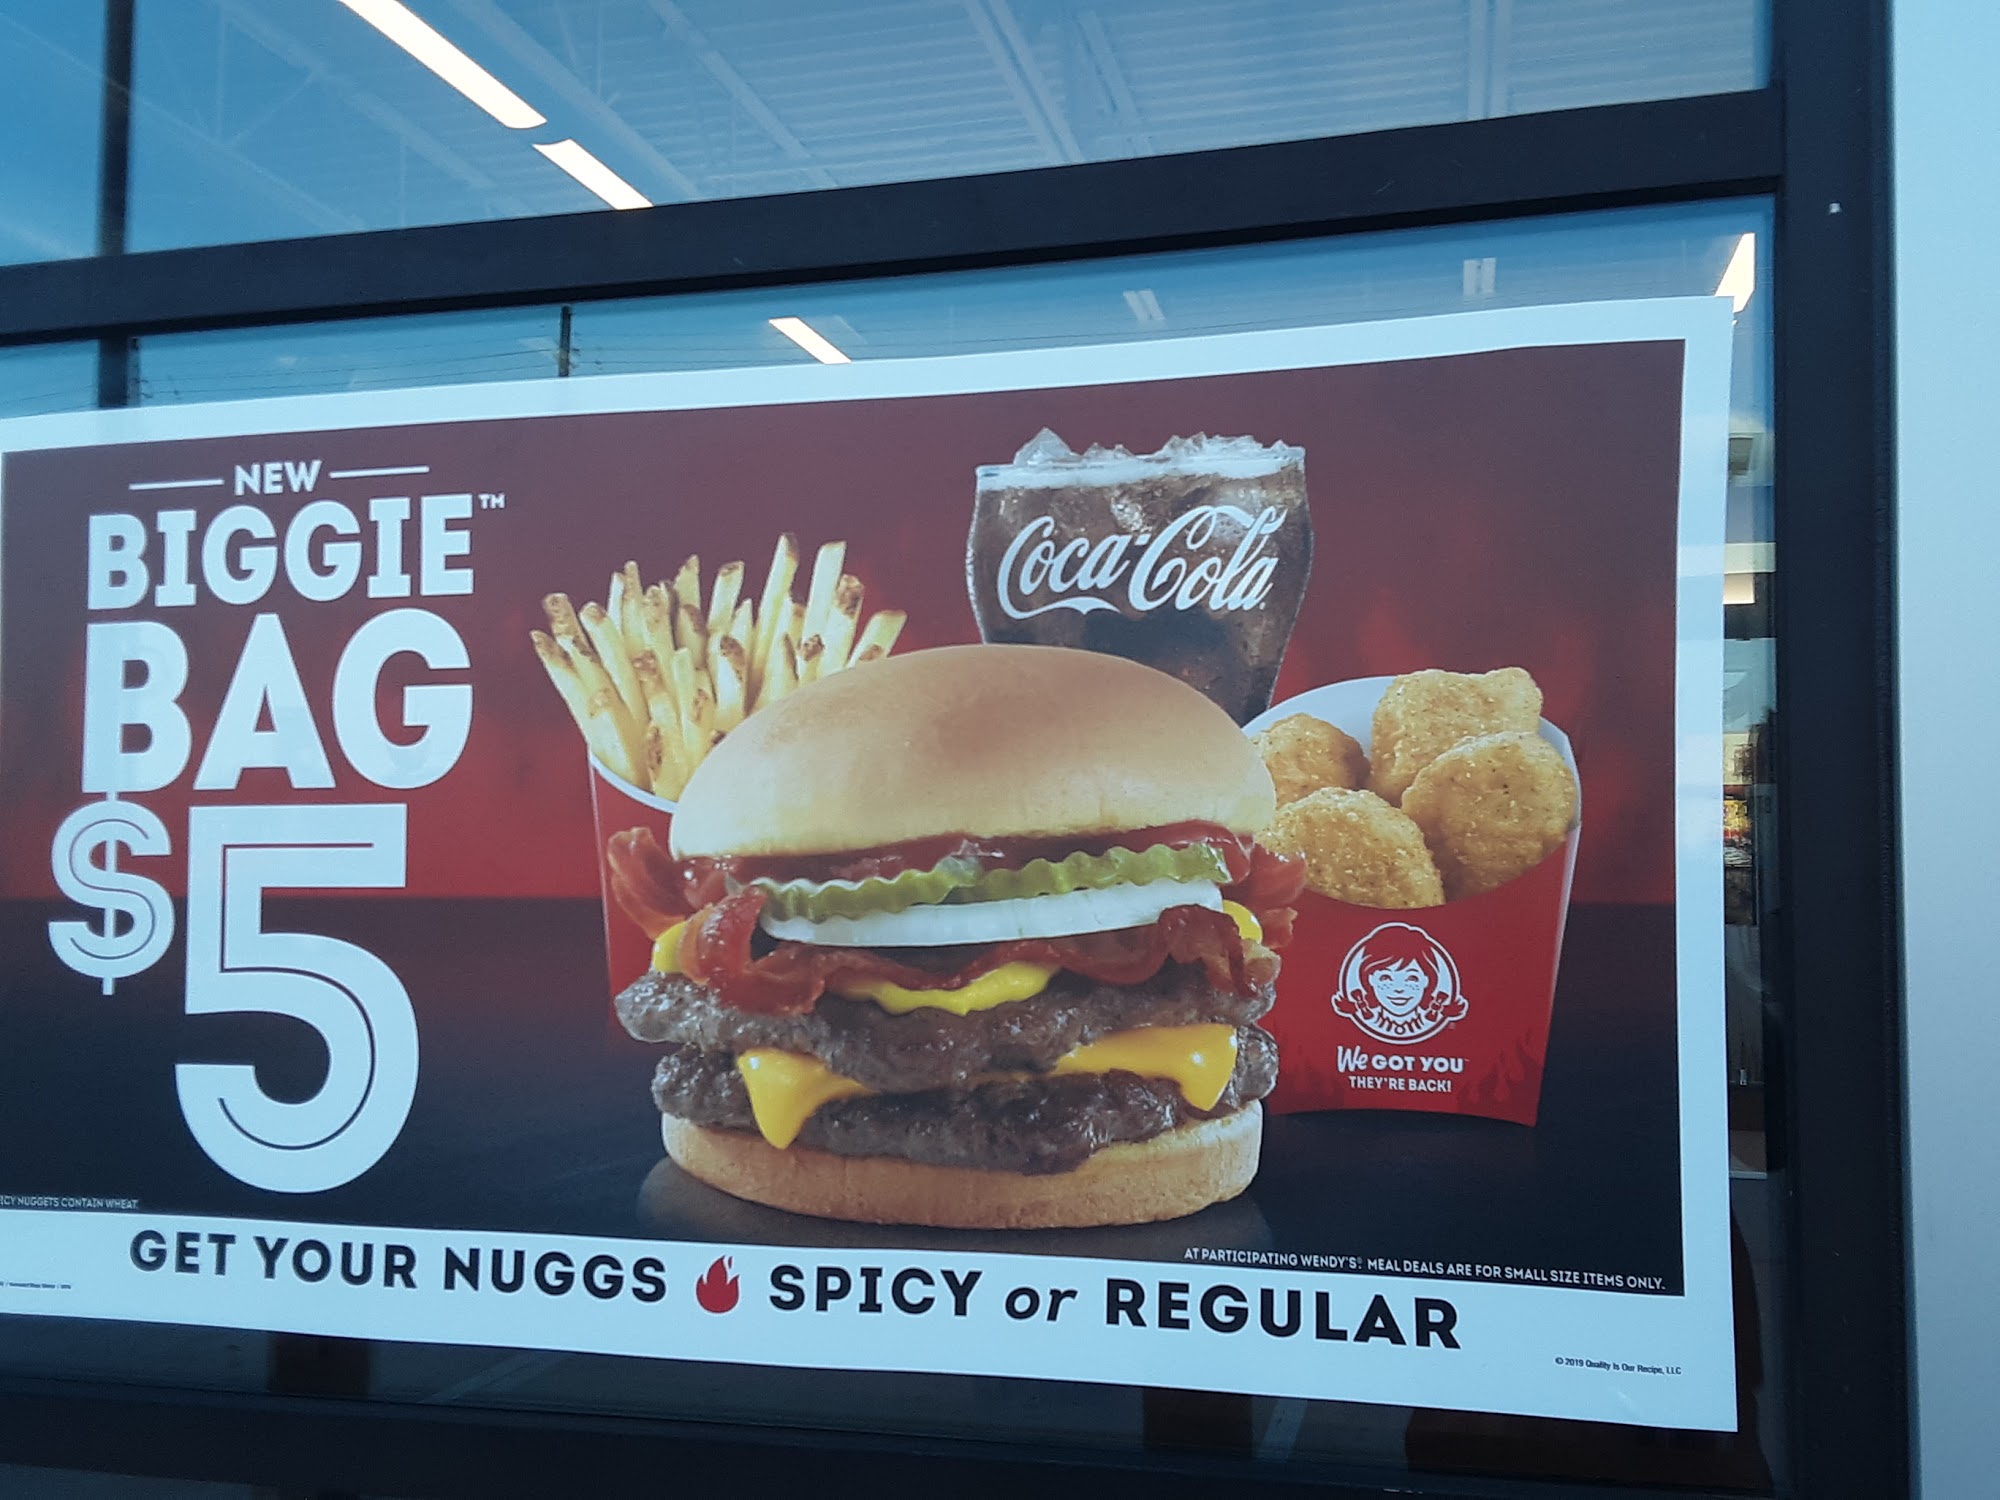 NEW
BIGGIE™
BAG
$5
Coca-Cola
We GOT YOU™
THEY'RE BACK!
ICY NUGGETS CONTAIN WHEAT.
AT PARTICIPATING WENDY'S® MEAL DEALS ARE FOR SMALL SIZE ITEMS ONLY.
GET YOUR NUGGS SPICY or REGULAR
© 2019 Quality Is Our Recipe, LLC